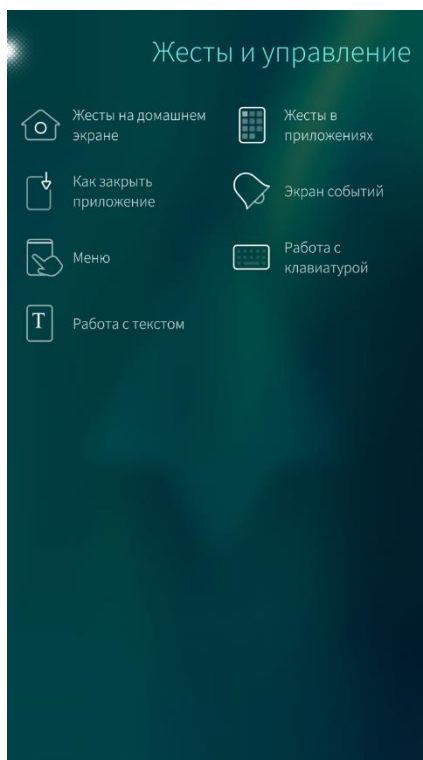 Жесты и управление
Жесты на домашнем
экране
Жесты в
приложениях
Как закрыть
приложение
Экран событий
Меню
Работа с
клавиатурой
T
Работа с текстом